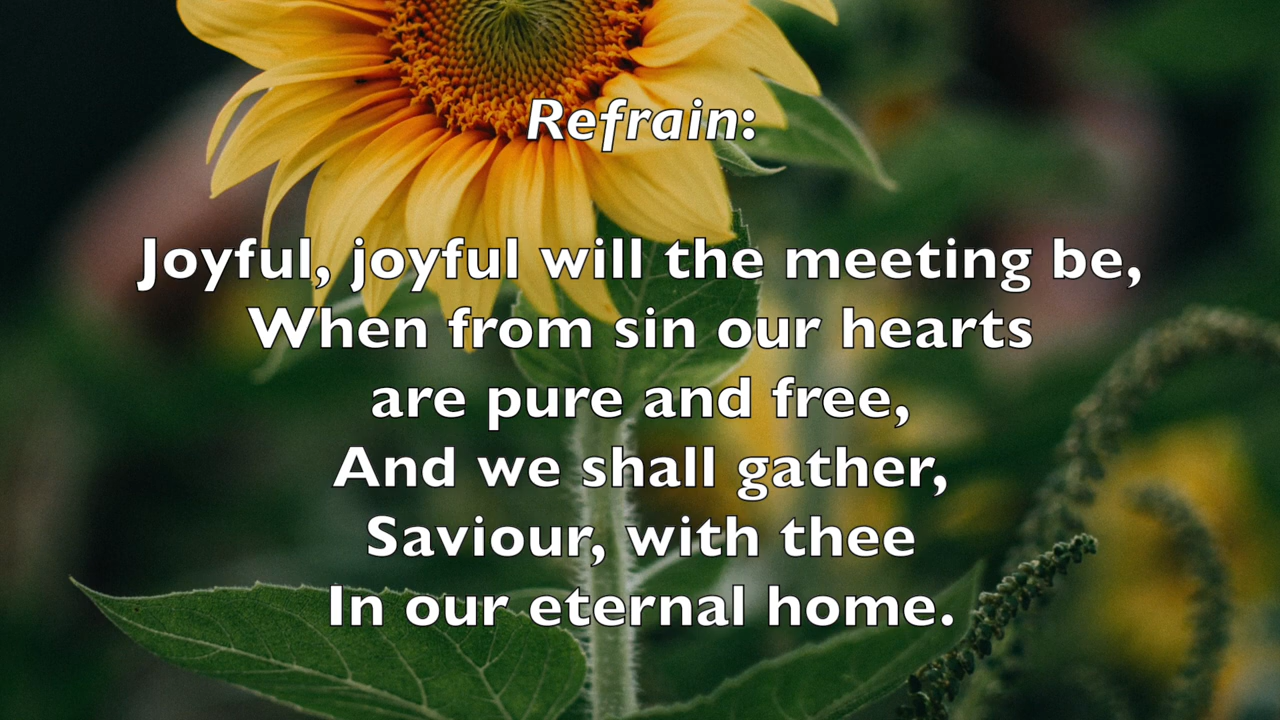 Refrain:
Joyful, joyful will the meeting be,
When from sin our hearts
are pure and free,
And we shall gather,
Saviour, with thee
In our eternal home.